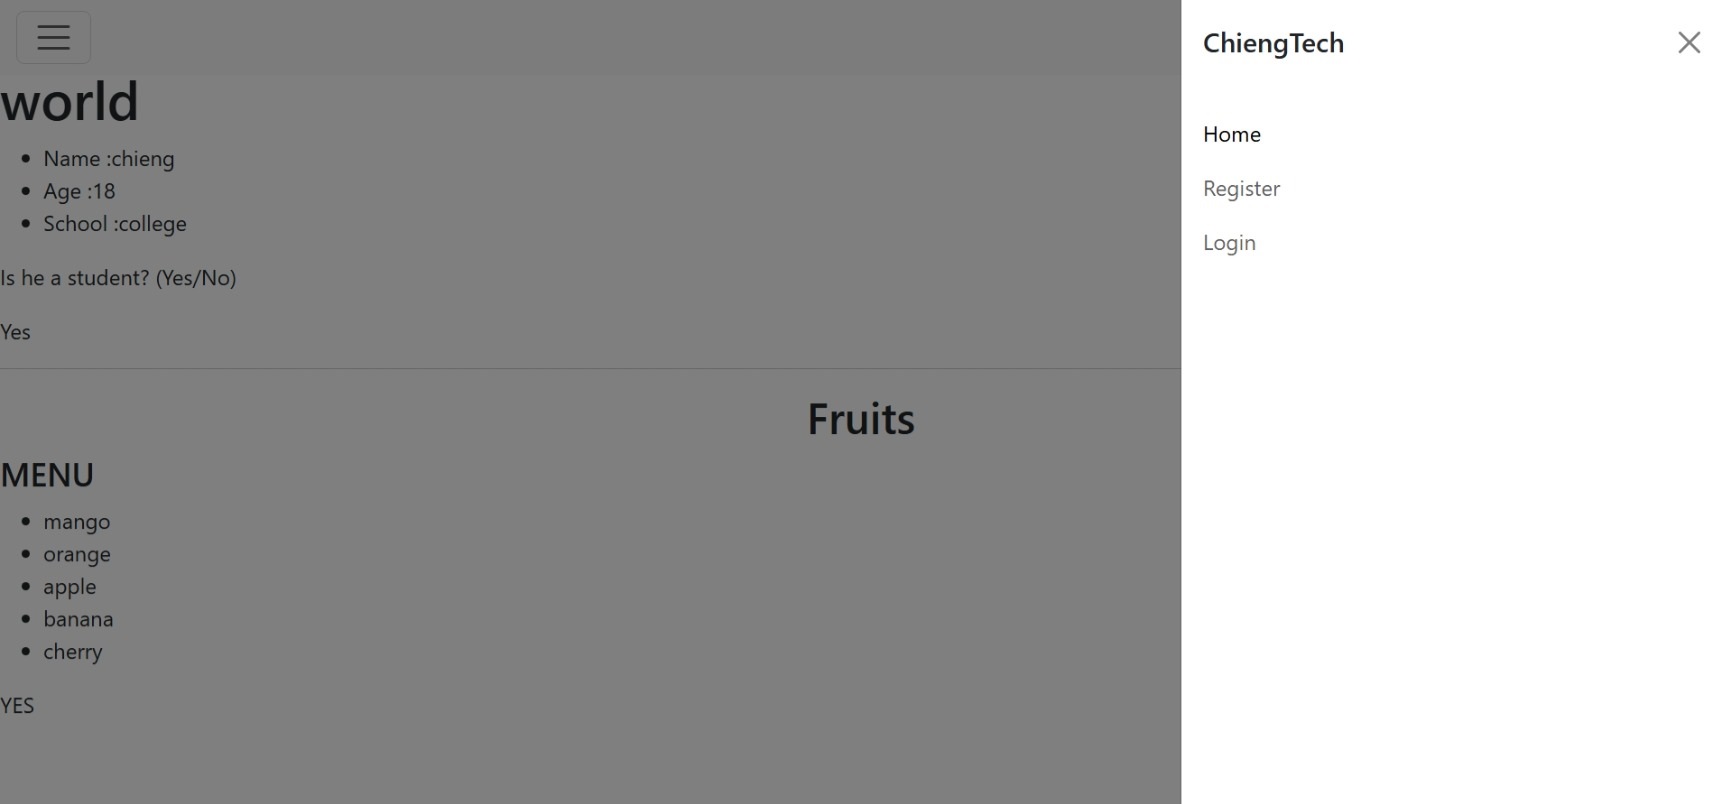 world
Name :chieng
Age :18
School :college
Is he a student? (Yes/No)
Yes
Fruits
MENU
mango
orange
apple
banana
cherry
YES
ChiengTech
Home
Register
Login